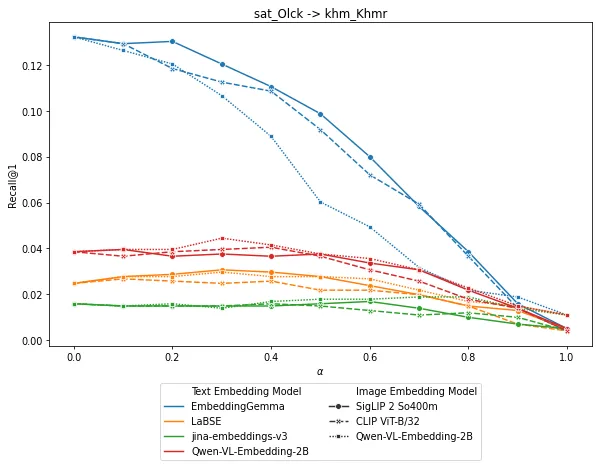 sat_Olck -> khm_Khmr
Recall@1
0.12
0.10
0.08
0.06
0.04
0.02
0.00
0.0 0.2 0.4 0.6 0.8 1.0
α
Text Embedding Model
EmbeddingGemma
LaBSE
jina-embeddings-v3
Qwen-VL-Embedding-2B
Image Embedding Model
SigLIP 2 So400m
CLIP ViT-B/32
Qwen-VL-Embedding-2B